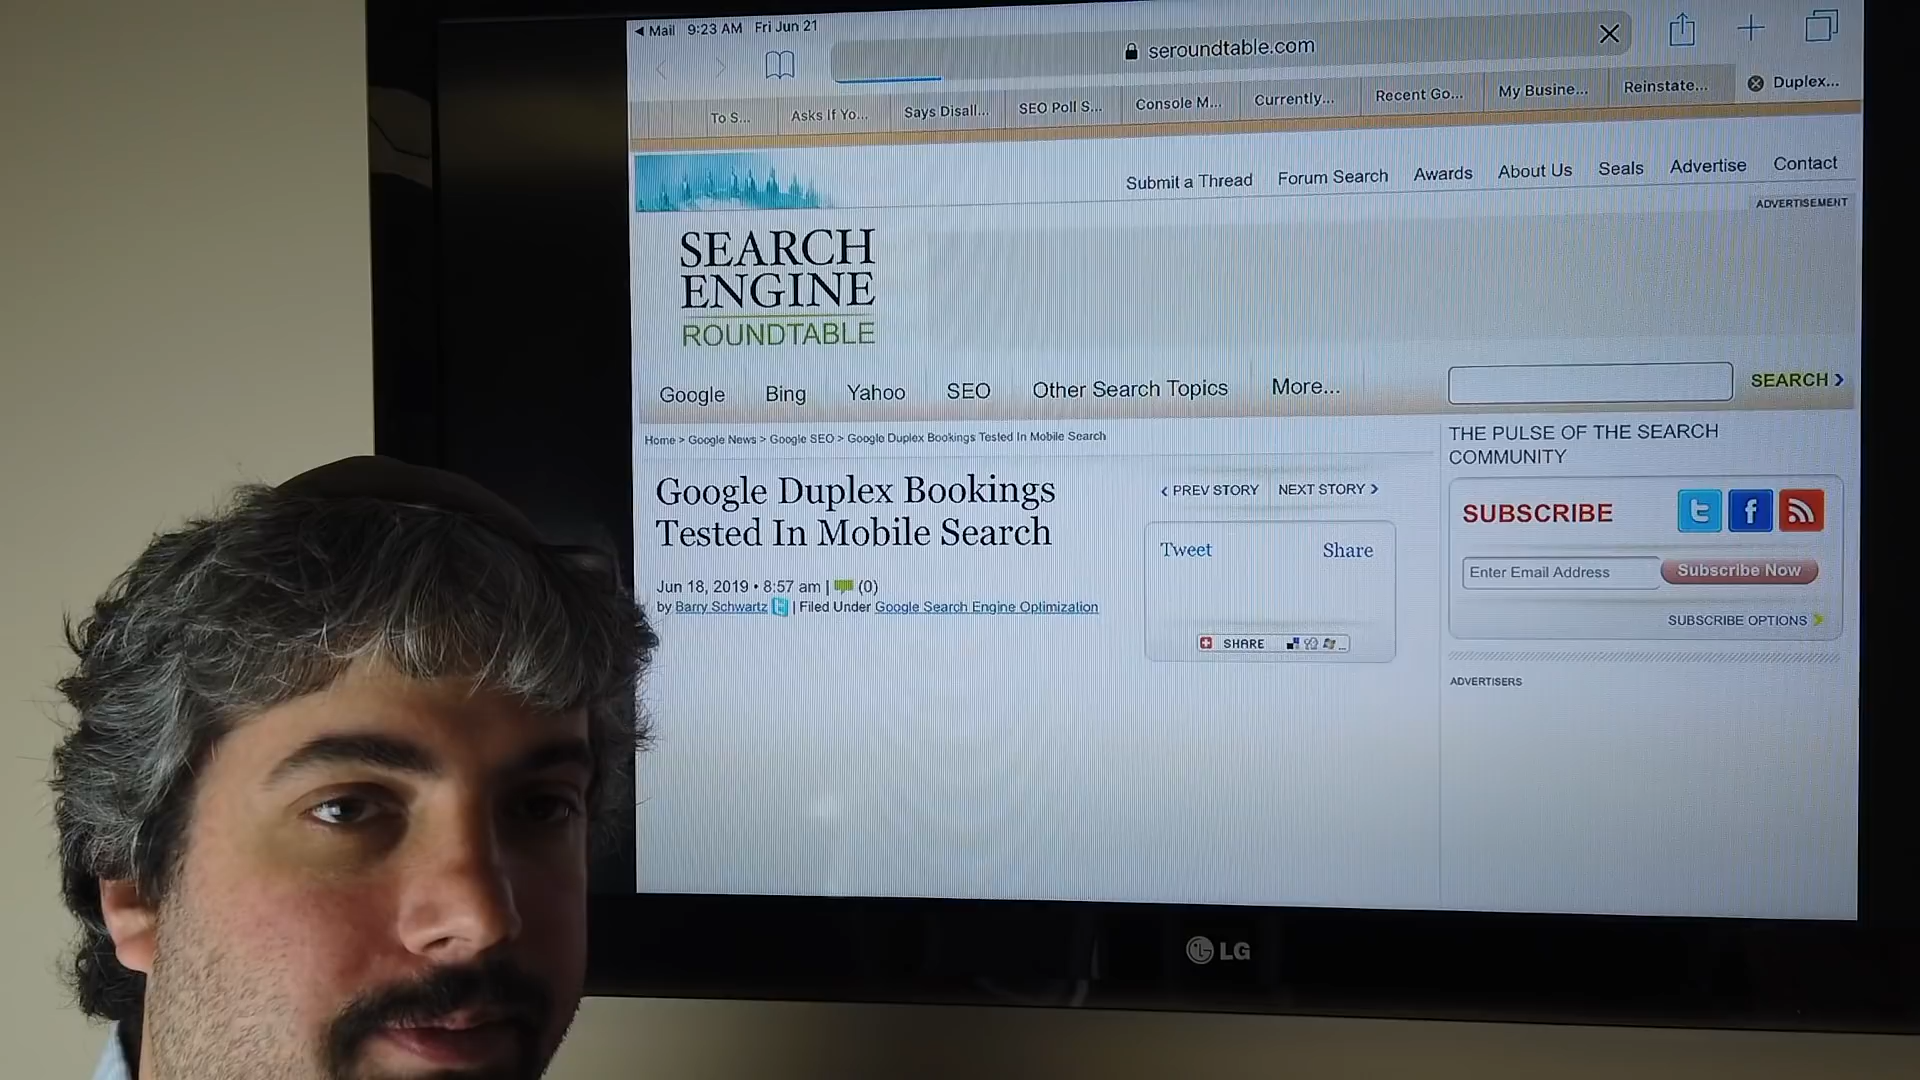 Mail 9:23 AM Fri Jun 21
seroundtable.com
To S... Asks If Yo... Says Disall... SEO Poll S... Console M... Currently... Recent Go... My Busine... Reinstate... Duplex...
Submit a Thread Forum Search Awards About Us Seals Advertise Contact
ADVERTISEMENT
SEARCH
ENGINE
ROUNDTABLE
Google Bing Yahoo SEO Other Search Topics More... SEARCH
Home > Google News > Google SEO > Google Duplex Bookings Tested In Mobile Search
Google Duplex Bookings
Tested In Mobile Search
Jun 18, 2019 • 8:57 am | (0)
by Barry Schwartz | Filed Under Google Search Engine Optimization
‹ PREV STORY NEXT STORY ›
Tweet Share
SHARE ...
THE PULSE OF THE SEARCH
COMMUNITY
SUBSCRIBE
Enter Email Address Subscribe Now
SUBSCRIBE OPTIONS
ADVERTISERS
LG